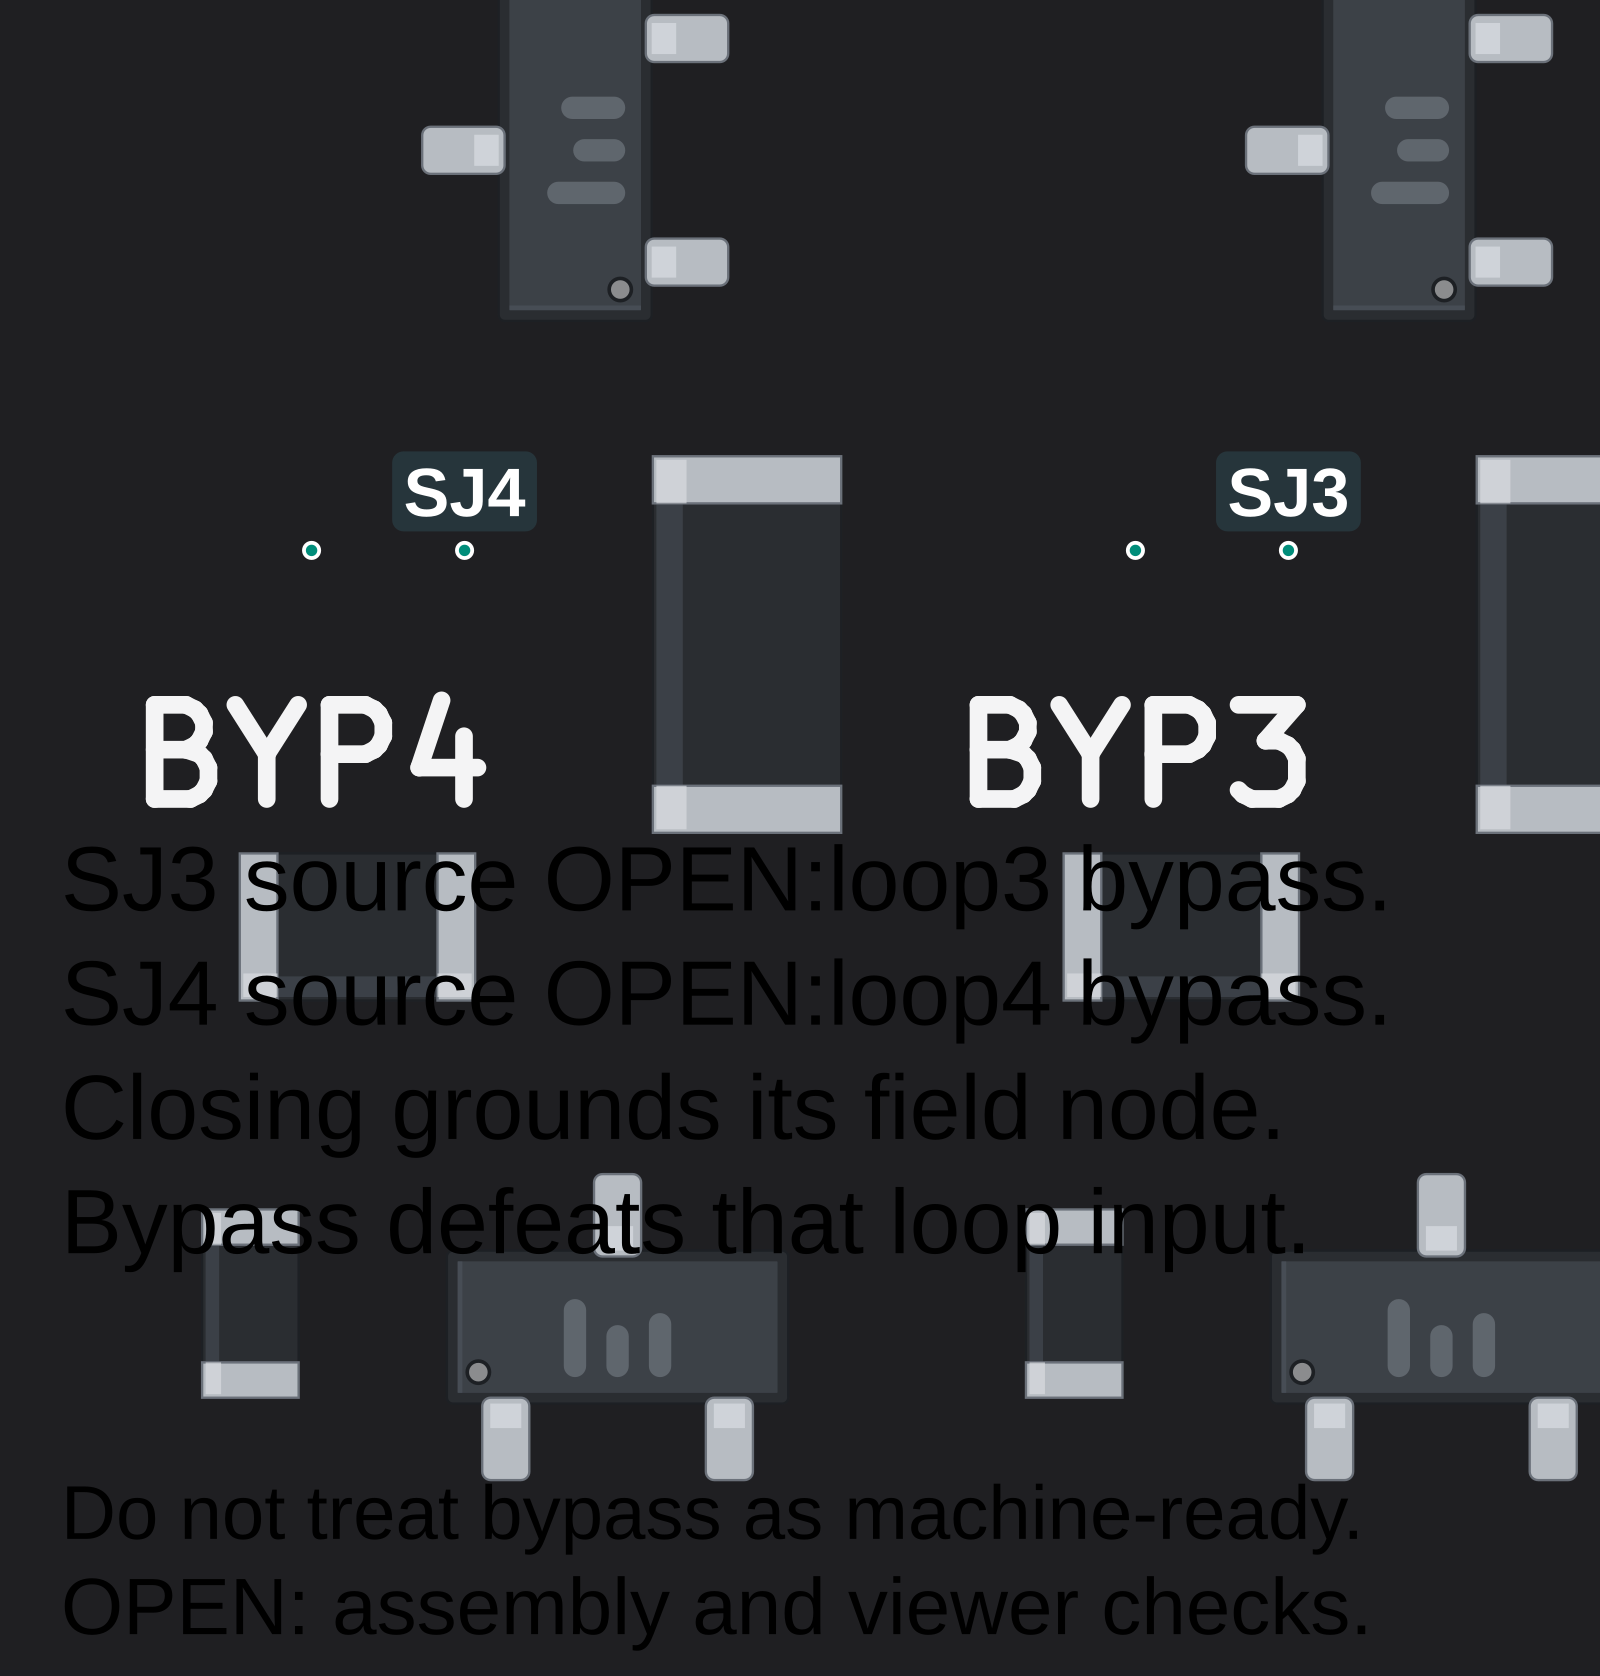 SJ4 SJ3
BYP4 BYP3
SJ3 source OPEN:loop3 bypass.
SJ4 source OPEN:loop4 bypass.
Closing grounds its field node.
Bypass defeats that loop input.
Do not treat bypass as machine-ready.
OPEN: assembly and viewer checks.